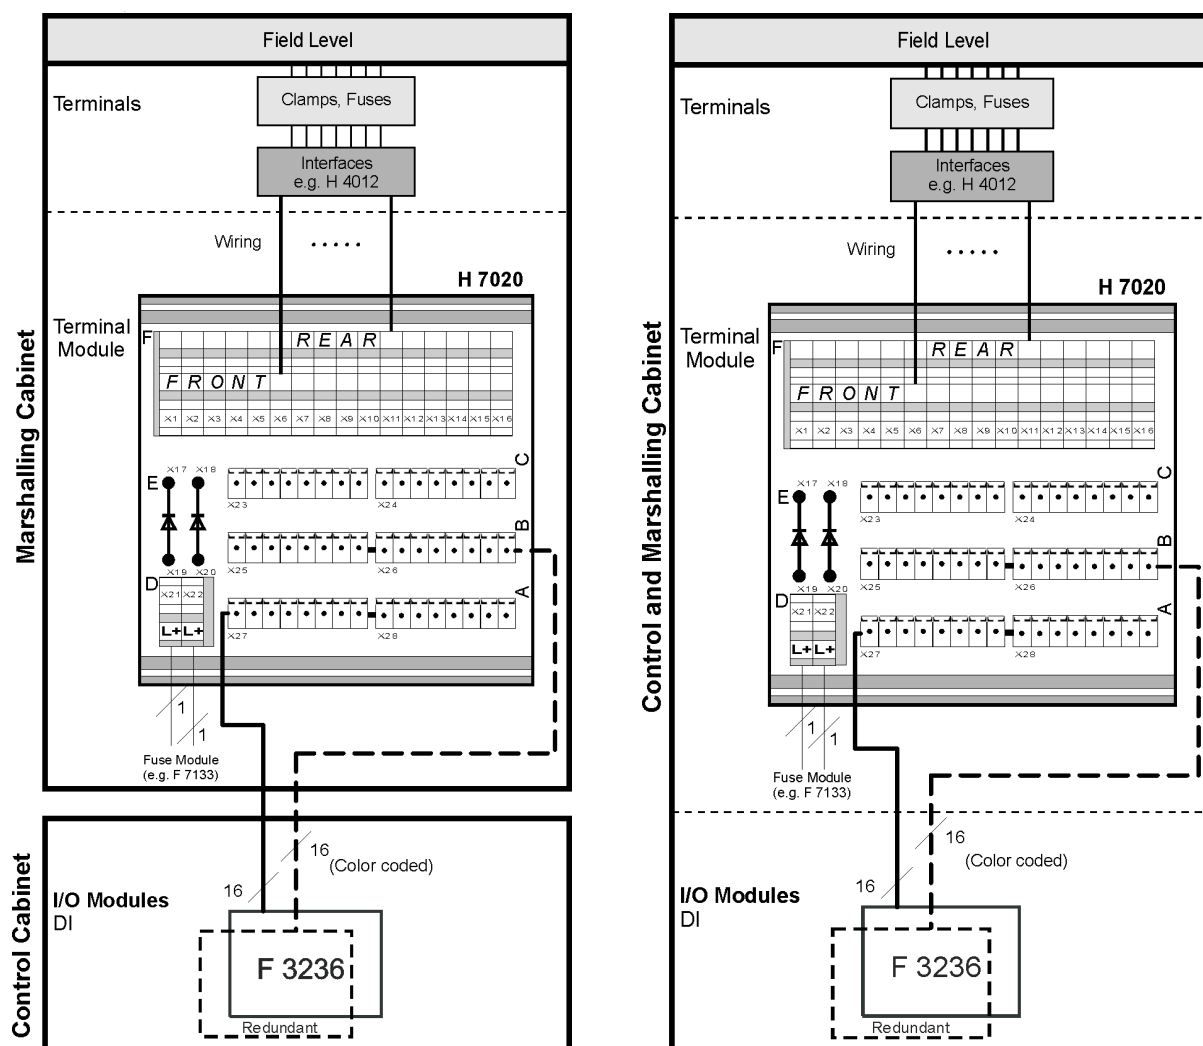 Field Level
Terminals
Clamps, Fuses
Interfaces
e.g. H 4012
Wiring
.....
H 7020
Marshalling Cabinet
Terminal
Module
F
REAR
FRONT
X1 X2 X3 X4 X5 X6 X7 X8 X9 X10 X11 X12 X13 X14 X15 X16
X17 X18
E
C
X23 X24
B
X19 X20
X25 X26
D
A
X21 X22
L+ L+
X27 X28
1
1
Fuse Module
(e.g. F 7133)
Control Cabinet
16
(Color coded)
16
I/O Modules
DI
F 3236
Redundant
Field Level
Terminals
Clamps, Fuses
Interfaces
e.g. H 4012
Wiring
.....
H 7020
Control and Marshalling Cabinet
Terminal
Module
F
REAR
FRONT
X1 X2 X3 X4 X5 X6 X7 X8 X9 X10 X11 X12 X13 X14 X15 X16
X17 X18
E
C
X23 X24
B
X19 X20
X25 X26
D
A
X21 X22
L+ L+
X27 X28
1
1
Fuse Module
(e.g. F 7133)
16
(Color coded)
16
I/O Modules
DI
F 3236
Redundant